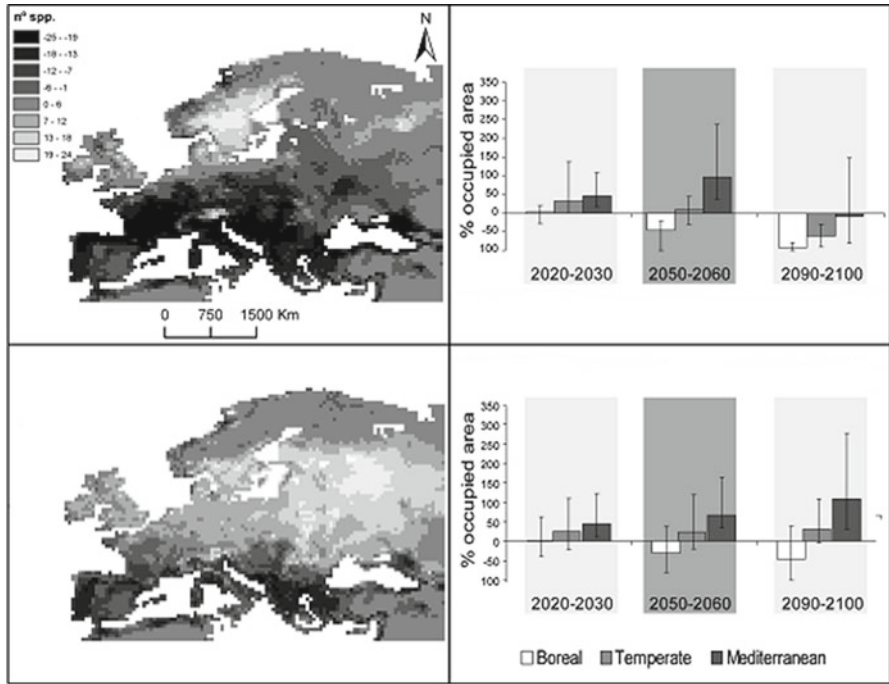 nº spp.
-25 - -19
-18 - -13
-12 - -7
-6 - -1
0 - 6
7 - 12
13 - 18
19 - 24
N
0 750 1500 Km
% occupied area
350
300
250
200
150
100
50
0
-50
100
2020-2030 2050-2060 2090-2100
% occupied area
350
300
250
200
150
100
50
0
50
100
2020-2030 2050-2060 2090-2100
Boreal Temperate Mediterranean